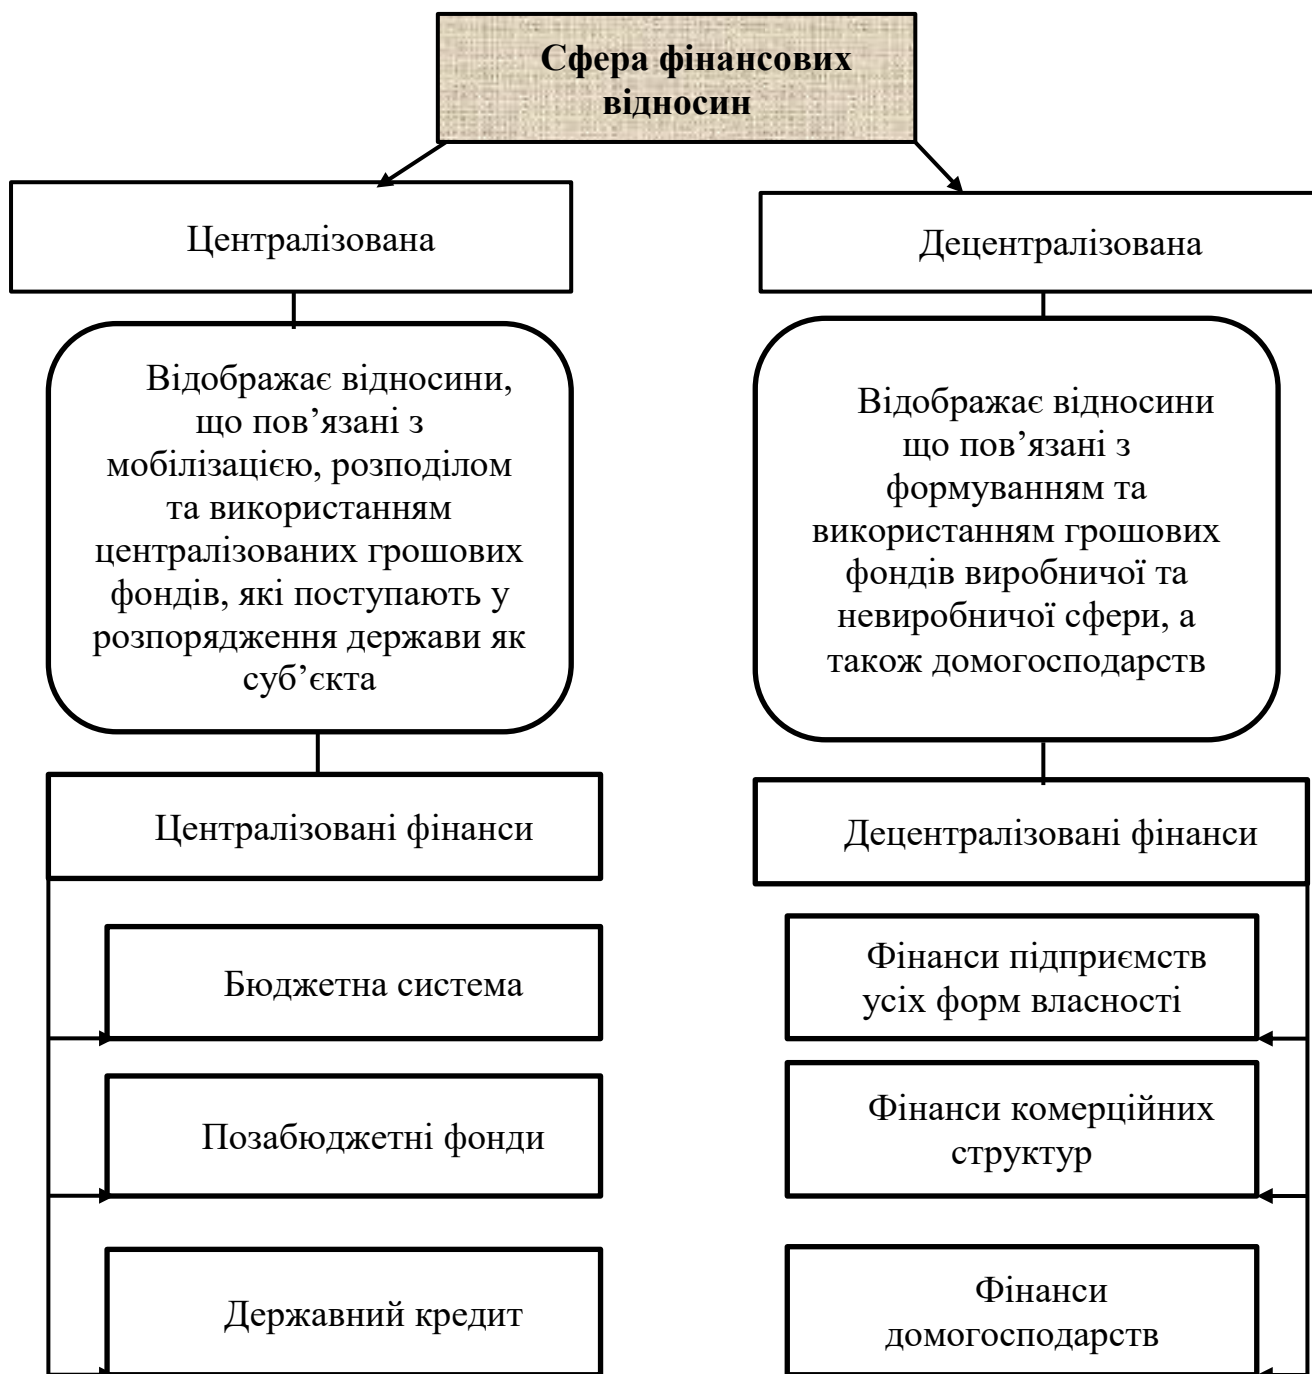 Сфера фінансових
відносин
Централізована
Децентралізована
Відображає відносини,
що пов’язані з
мобілізацією, розподілом
та використанням
централізованих грошових
фондів, які поступають у
розпорядження держави як
суб’єкта
Відображає відносини
що пов’язані з
формуванням та
використанням грошових
фондів виробничої та
невиробничої сфери, а
також домогосподарств
Централізовані фінанси
Децентралізовані фінанси
Бюджетна система
Позабюджетні фонди
Державний кредит
Фінанси підприємств
усіх форм власності
Фінанси комерційних
структур
Фінанси
домогосподарств